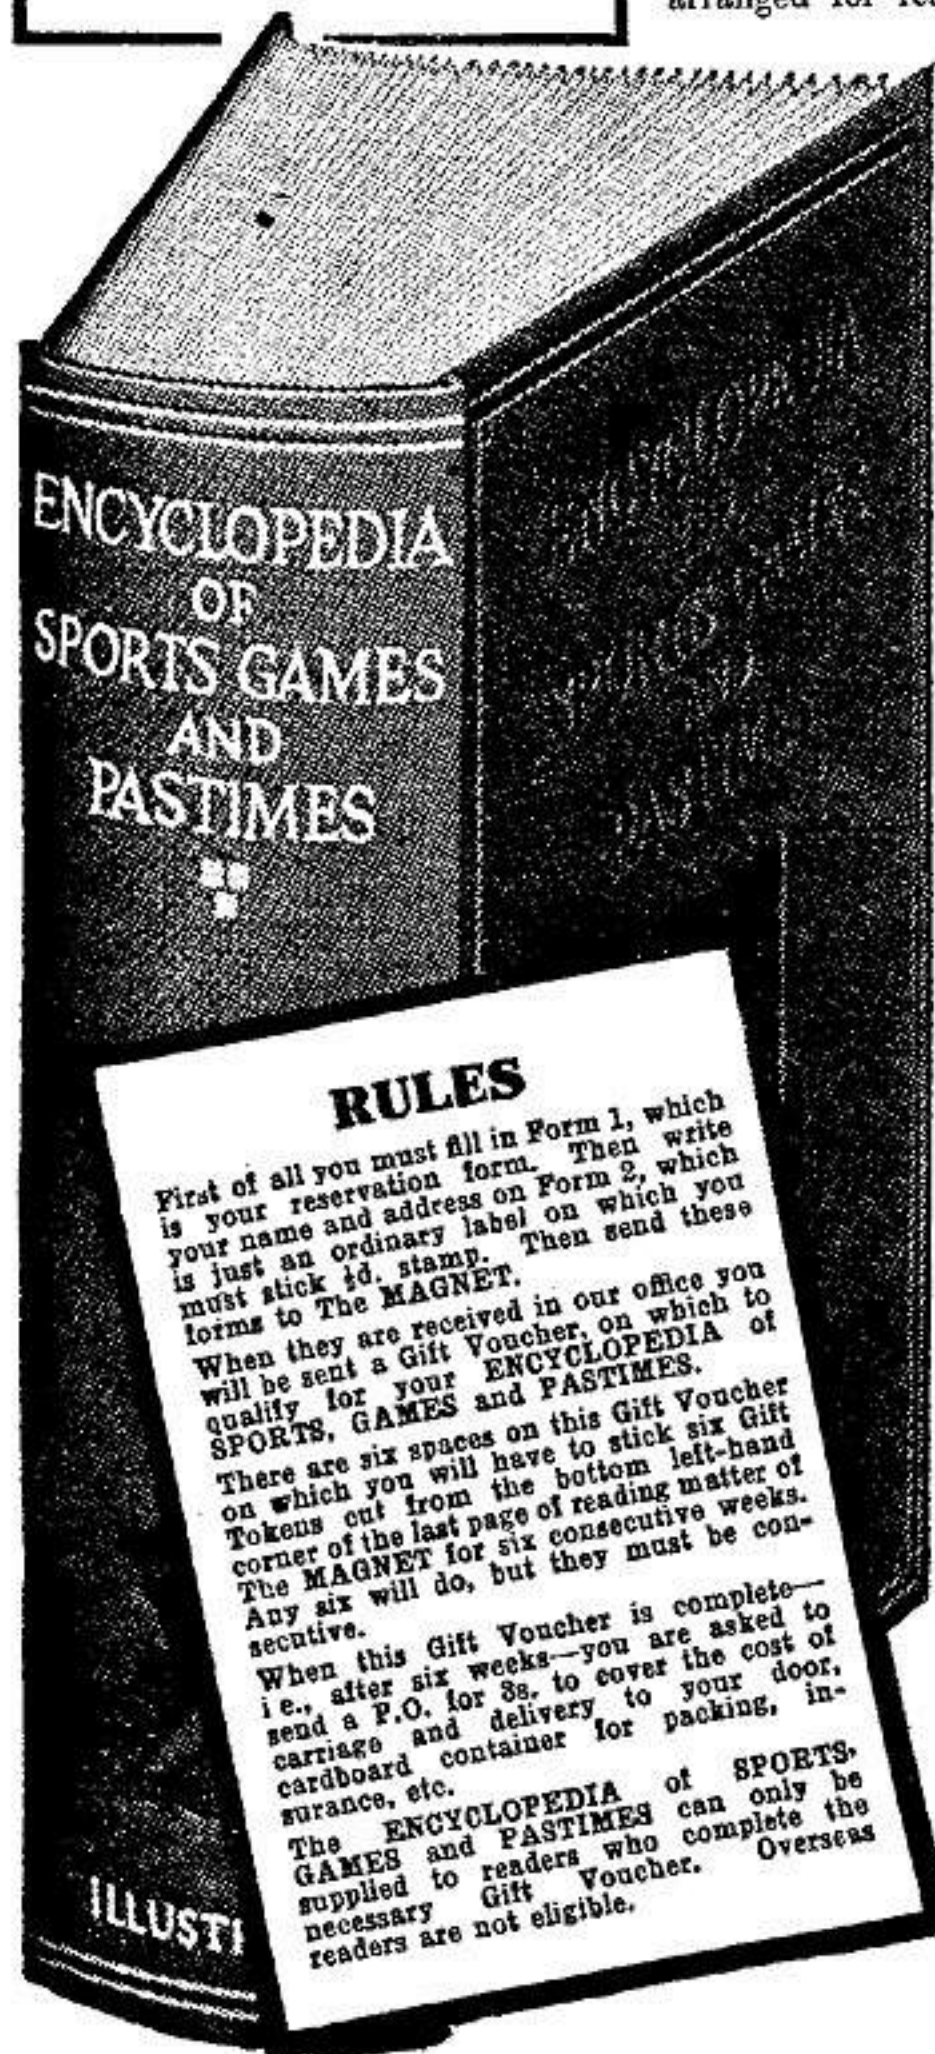 arranged for
ENCYCLOPEDIA
OF
SPORTS GAMES
AND
PASTIMES
ILLUST
RULES
First of all you must fill in Form 1, which
is your reservation form. Then write
your name and address on Form 2, which
is just an ordinary label on which you
must stick ½d. stamp. Then send these
forms to The MAGNET.
When they are received in our office you
will be sent a Gift Voucher, on which to
qualify for your ENCYCLOPEDIA of
SPORTS, GAMES and PASTIMES.
There are six spaces on this Gift Voucher
on which you will have to stick six Gift
Tokens cut from the bottom left-hand
corner of the last page of reading matter of
The MAGNET for six consecutive weeks.
Any six will do, but they must be con-
secutive.
When this Gift Voucher is complete—
i e., after six weeks—you are asked to
send a P.O. for 3s. to cover the cost of
carriage and delivery to your door,
cardboard container for packing, in-
surance, etc.
The ENCYCLOPEDIA of SPORTS,
GAMES and PASTIMES can only be
supplied to readers who complete the
necessary Gift Voucher. Overseas
readers are not eligible.